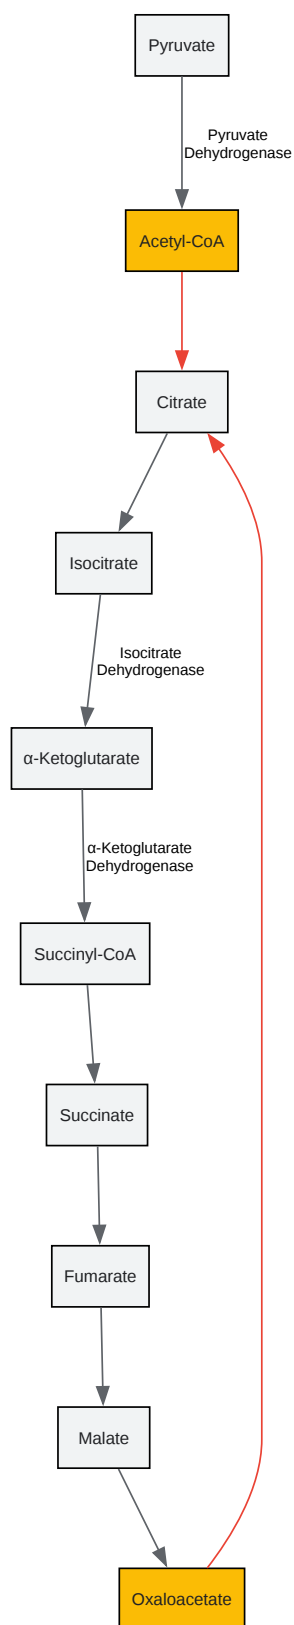 Pyruvate
Pyruvate
Dehydrogenase
Acetyl-CoA
Citrate
Isocitrate
Isocitrate
Dehydrogenase
α-Ketoglutarate
α-Ketoglutarate
Dehydrogenase
Succinyl-CoA
Succinate
Fumarate
Malate
Oxaloacetate